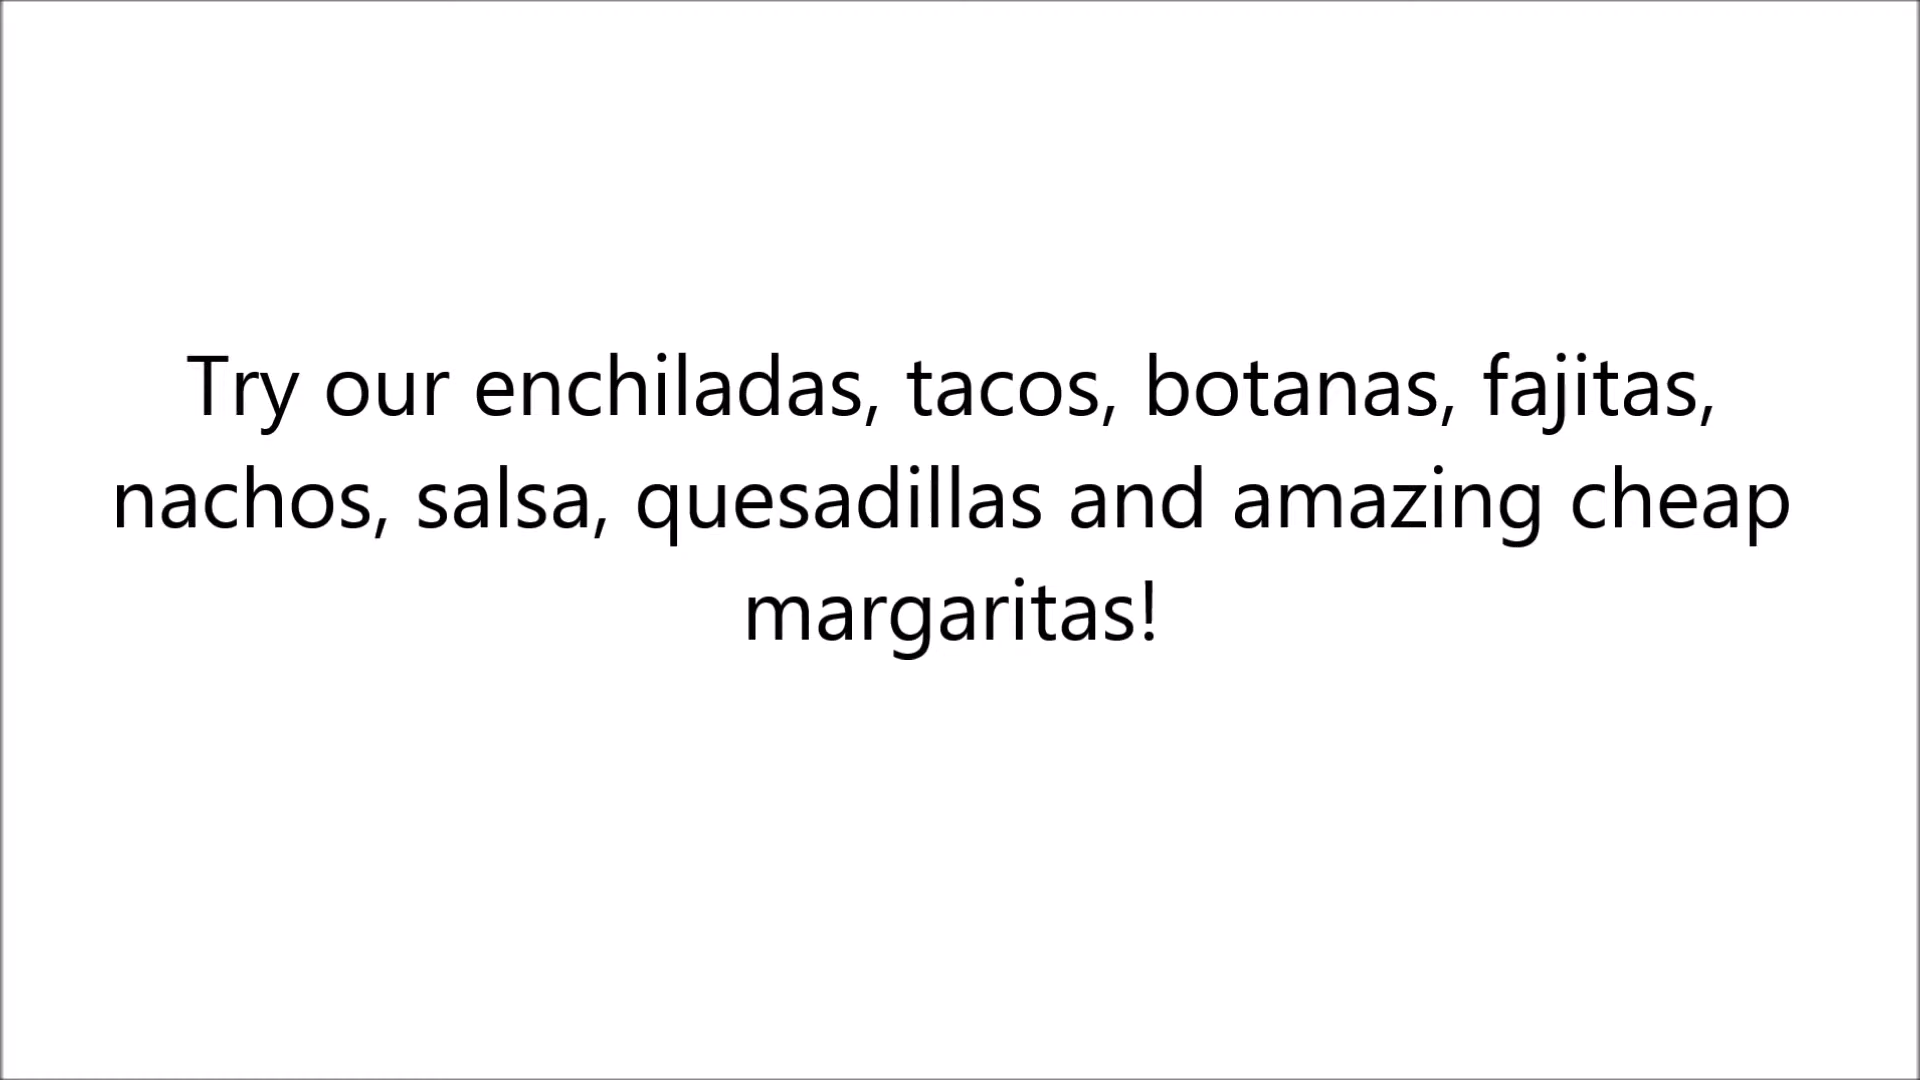 Try our enchiladas, tacos, botanas, fajitas,
nachos, salsa, quesadillas and amazing cheap
margaritas!